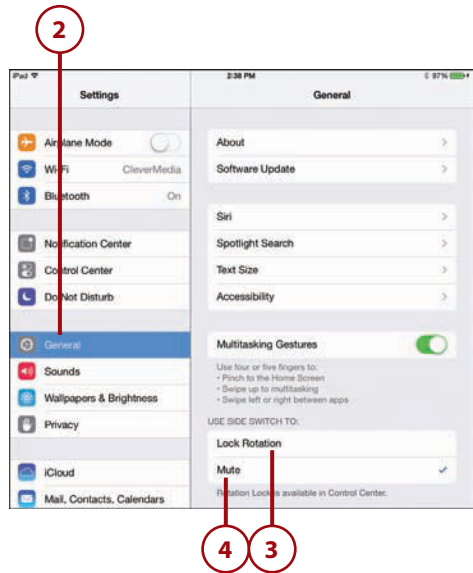 2
iPad 2:38 PM 97%
Settings General
Airplane Mode
Wi-Fi CleverMedia
Bluetooth On
Notification Center
Control Center
Do Not Disturb
General
Sounds
Wallpapers & Brightness
Privacy
iCloud
Mail, Contacts, Calendars
About
Software Update
Siri
Spotlight Search
Text Size
Accessibility
Multitasking Gestures
Use four or five fingers to:
• Pinch to the Home Screen
• Swipe up to multitasking
• Swipe left or right between apps
USE SIDE SWITCH TO:
Lock Rotation
Mute
Rotation Lock is available in Control Center.
4 3